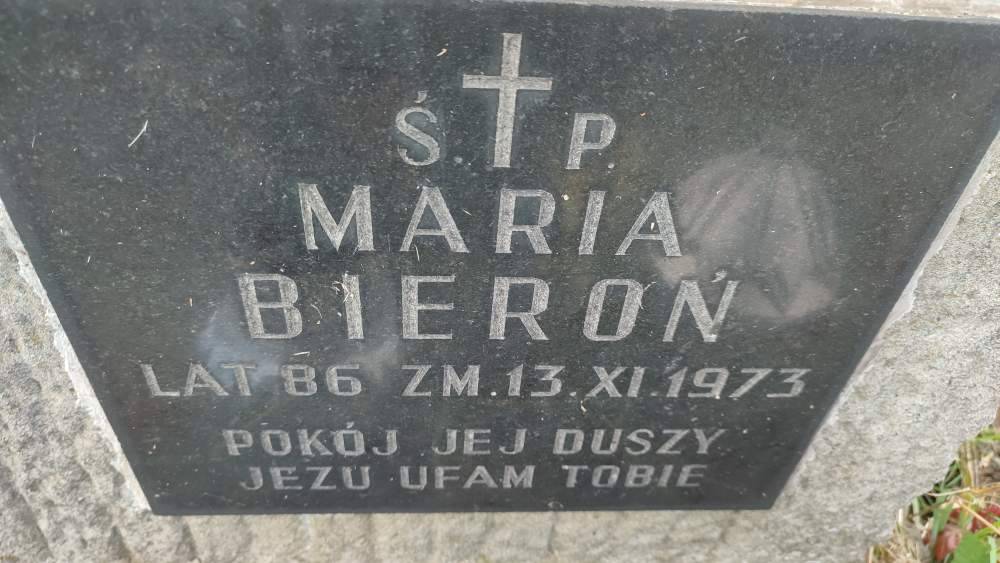 Ś P
MARIA
BIEROŃ
LAT 86 ZM.13.XI.1973
POKÓJ JEJ DUSZY
JEZU UFAM TOBIE